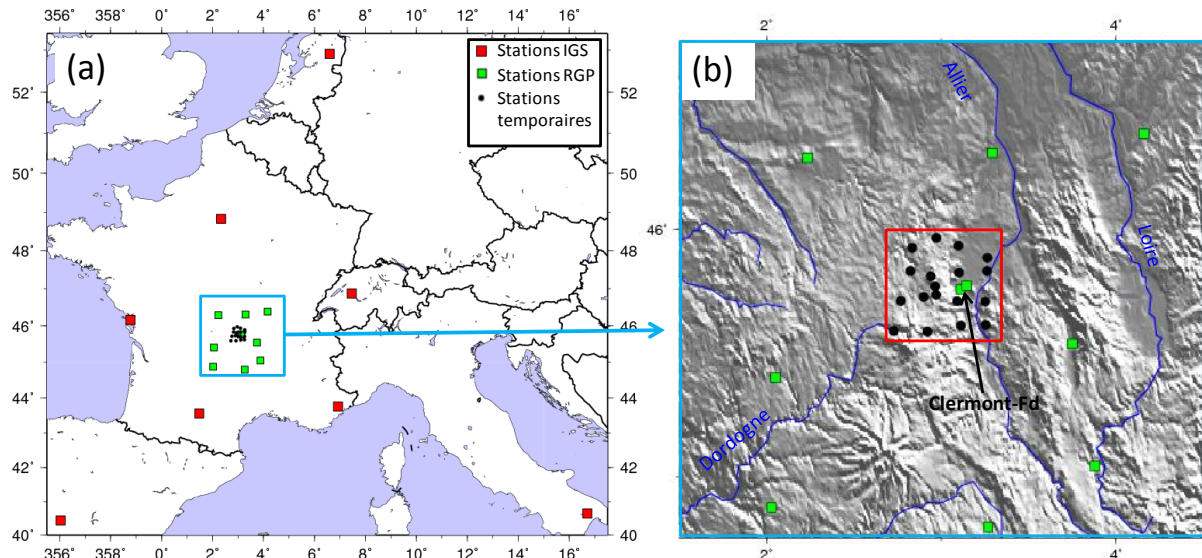 356˚ 358˚ 0˚ 2˚ 4˚ 6˚ 8˚ 10˚ 12˚ 14˚ 16˚
(a)
Stations IGS
Stations RGP
Stations
temporaires
52˚ 52˚
50˚ 50˚
48˚ 48˚
46˚ 46˚
44˚ 44˚
42˚ 42˚
40˚ 40˚
356˚ 358˚ 0˚ 2˚ 4˚ 6˚ 8˚ 10˚ 12˚ 14˚ 16˚
2˚ 4˚
(b)
Allier
46˚ 46˚
Loire
Clermont-Fd
Dordogne
2˚ 4˚